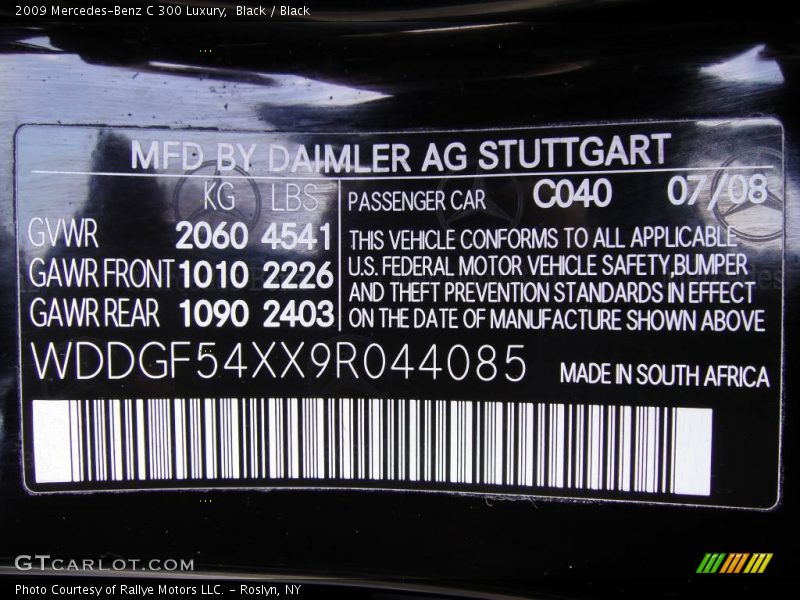 2009 Mercedes-Benz C 300 Luxury,  Black / Black
MFD BY DAIMLER AG STUTTGART
KG LBS
GVWR 2060 4541
GAWR FRONT 1010 2226
GAWR REAR 1090 2403
PASSENGER CAR C040 07/08
THIS VEHICLE CONFORMS TO ALL APPLICABLE
U.S. FEDERAL MOTOR VEHICLE SAFETY,BUMPER
AND THEFT PREVENTION STANDARDS IN EFFECT
ON THE DATE OF MANUFACTURE SHOWN ABOVE
WDDGF54XX9R044085
MADE IN SOUTH AFRICA
GTCARLOT.COM
Photo Courtesy of Rallye Motors LLC. - Roslyn, NY